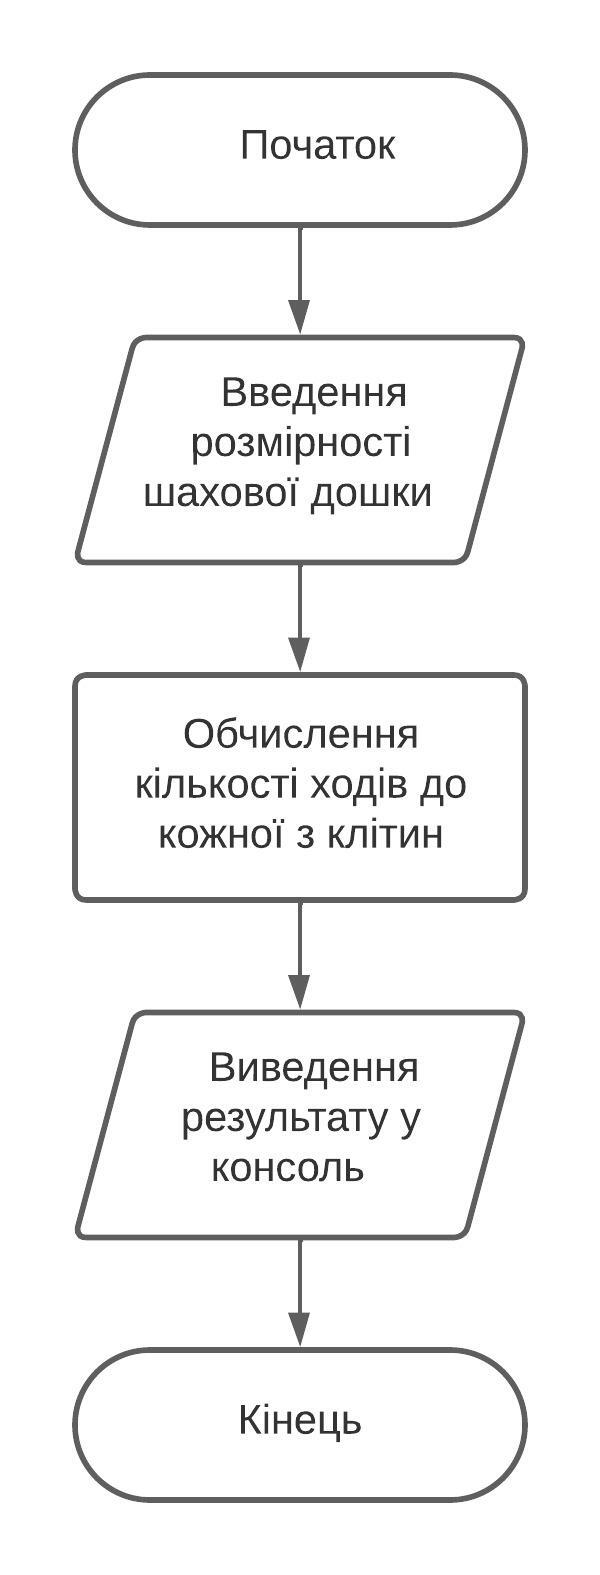 Початок
Введення
розмірності
шахової дошки
Обчислення
кількості ходів до
кожної з клітин
Виведення
результату у
консоль
Кінець